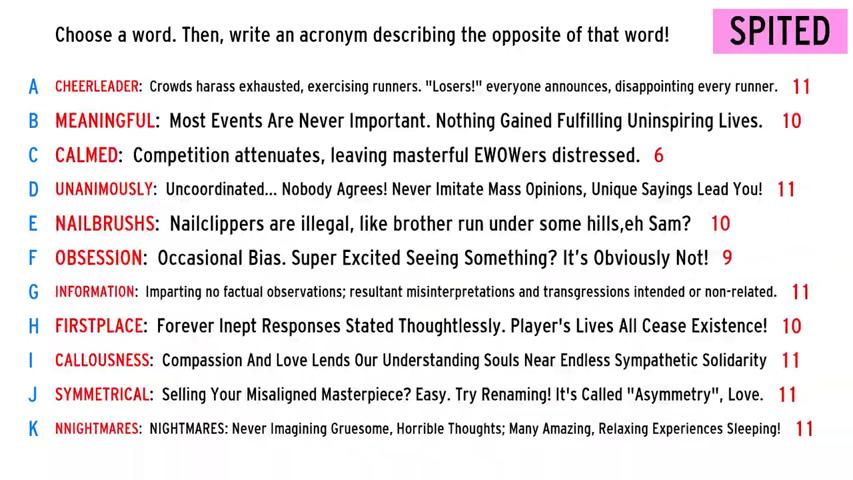 Choose a word. Then, write an acronym describing the opposite of that word!
SPITED
A CHEERLEADER: Crowds harass exhausted, exercising runners. "Losers!" everyone announces, disappointing every runner. 11
B MEANINGFUL: Most Events Are Never Important. Nothing Gained Fulfilling Uninspiring Lives. 10
C CALMED: Competition attenuates, leaving masterful EWOWers distressed. 6
D UNANIMOUSLY: Uncoordinated... Nobody Agrees! Never Imitate Mass Opinions, Unique Sayings Lead You! 11
E NAILBRUSHS: Nailclippers are illegal, like brother run under some hills,eh Sam? 10
F OBSESSION: Occasional Bias. Super Excited Seeing Something? It's Obviously Not! 9
G INFORMATION: Imparting no factual observations; resultant misinterpretations and transgressions intended or non-related. 11
H FIRSTPLACE: Forever Inept Responses Stated Thoughtlessly. Player's Lives All Cease Existence! 10
I CALLOUSNESS: Compassion And Love Lends Our Understanding Souls Near Endless Sympathetic Solidarity 11
J SYMMETRICAL: Selling Your Misaligned Masterpiece? Easy. Try Renaming! It's Called "Asymmetry", Love. 11
K NNIGHTMARES: NIGHTMARES: Never Imagining Gruesome, Horrible Thoughts; Many Amazing, Relaxing Experiences Sleeping! 11